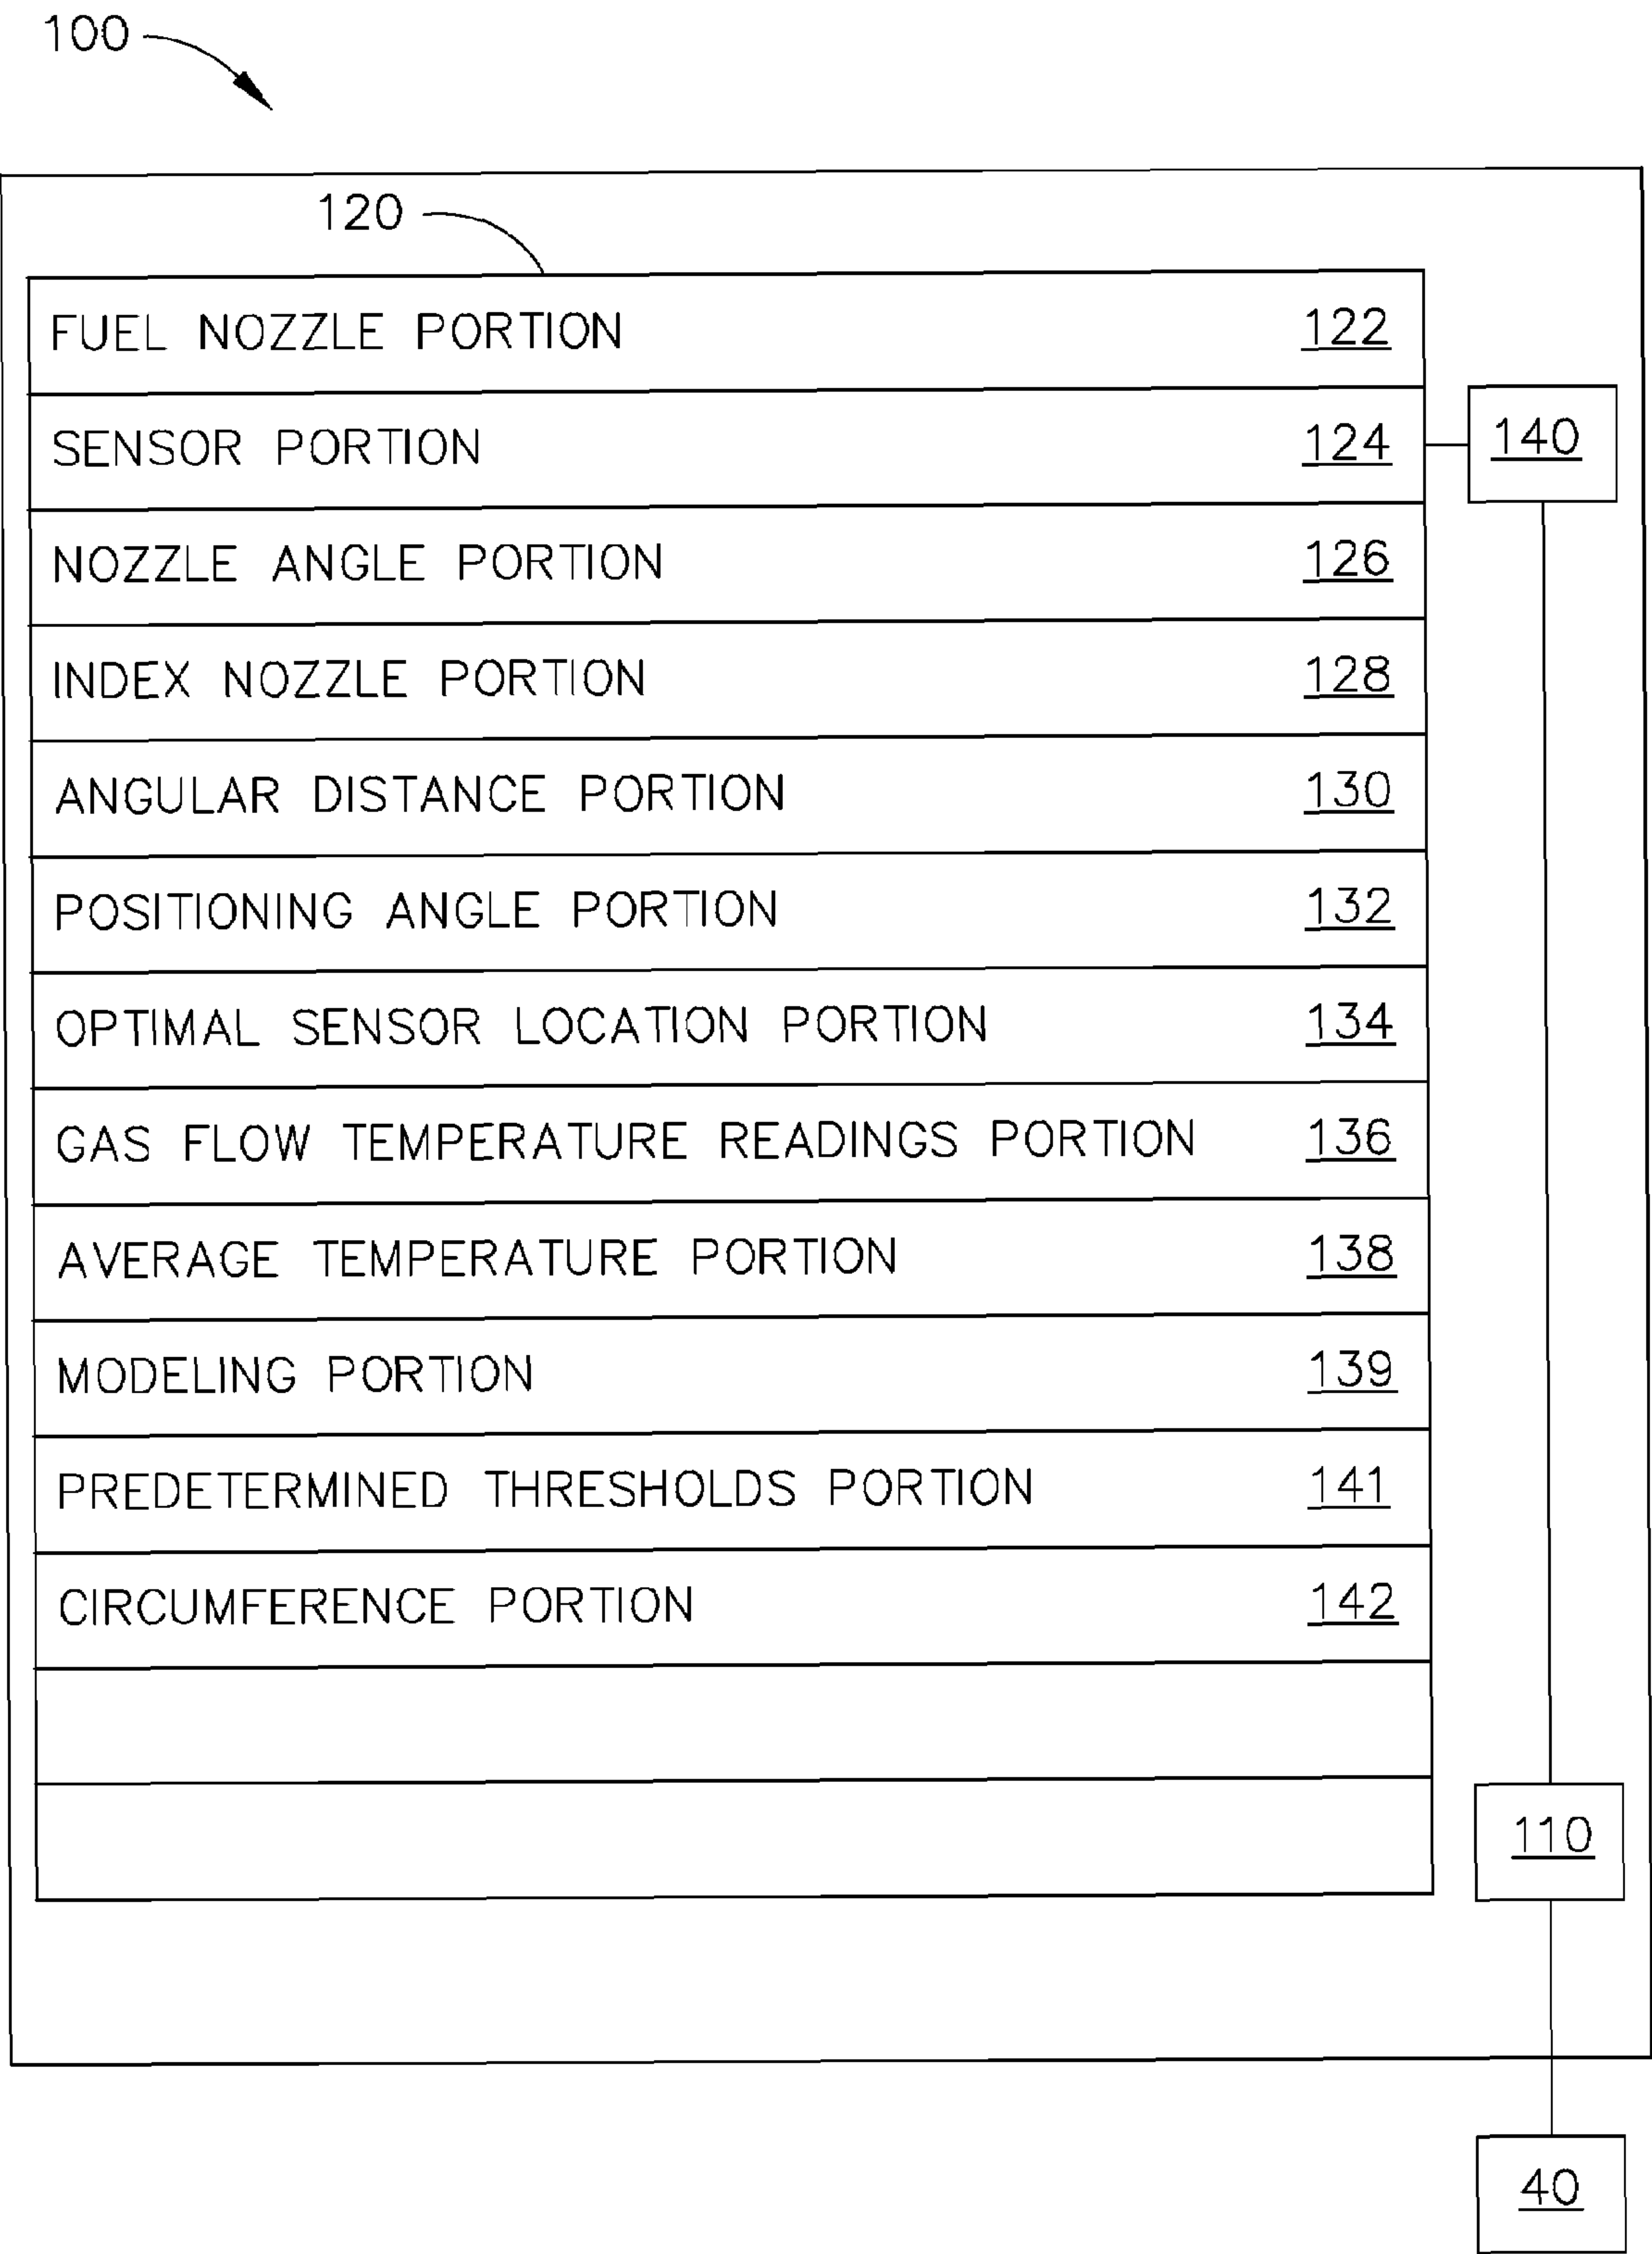 100
120
FUEL NOZZLE PORTION 122
SENSOR PORTION 124 140
NOZZLE ANGLE PORTION 126
INDEX NOZZLE PORTION 128
ANGULAR DISTANCE PORTION 130
POSITIONING ANGLE PORTION 132
OPTIMAL SENSOR LOCATION PORTION 134
GAS FLOW TEMPERATURE READINGS PORTION 136
AVERAGE TEMPERATURE PORTION 138
MODELING PORTION 139
PREDETERMINED THRESHOLDS PORTION 141
CIRCUMFERENCE PORTION 142
110
40